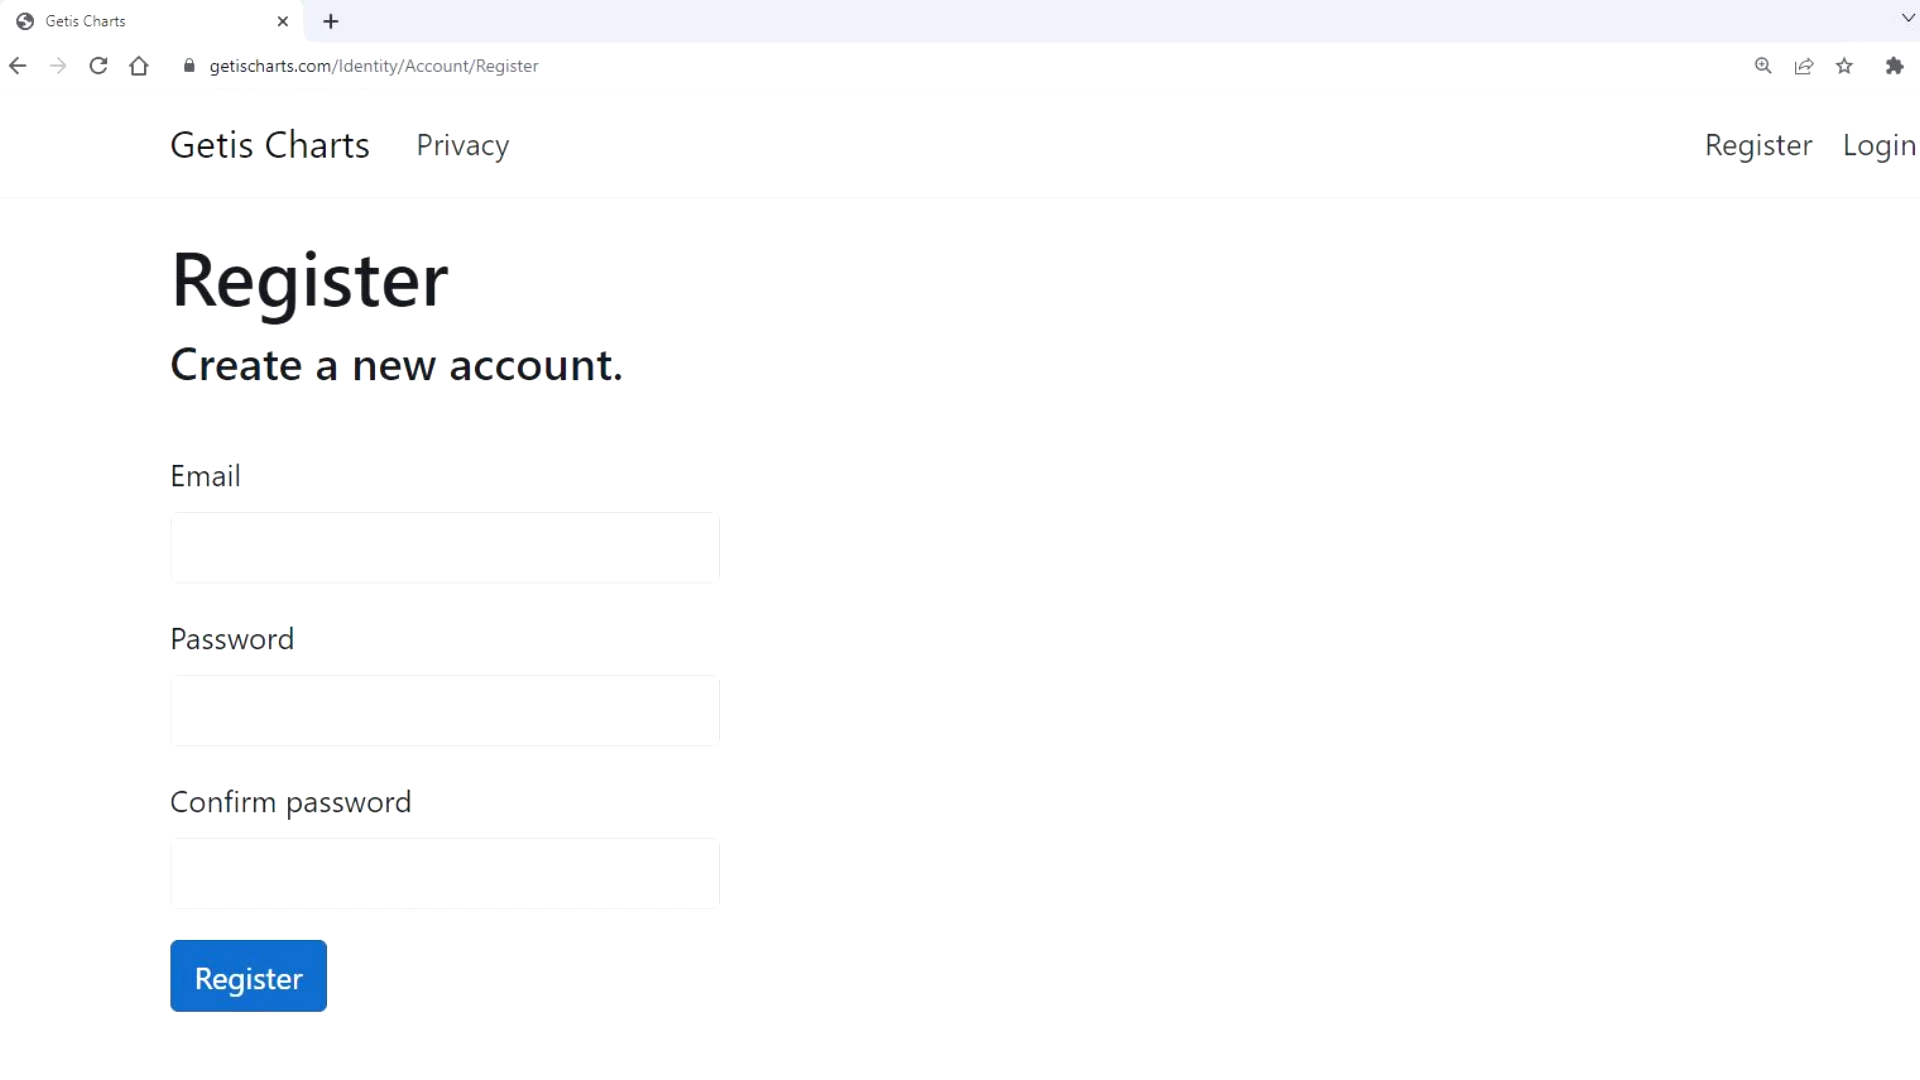 Getis Charts
getischarts.com/Identity/Account/Register
Getis Charts Privacy Register Login
Register
Create a new account.
Email
Password
Confirm password
Register